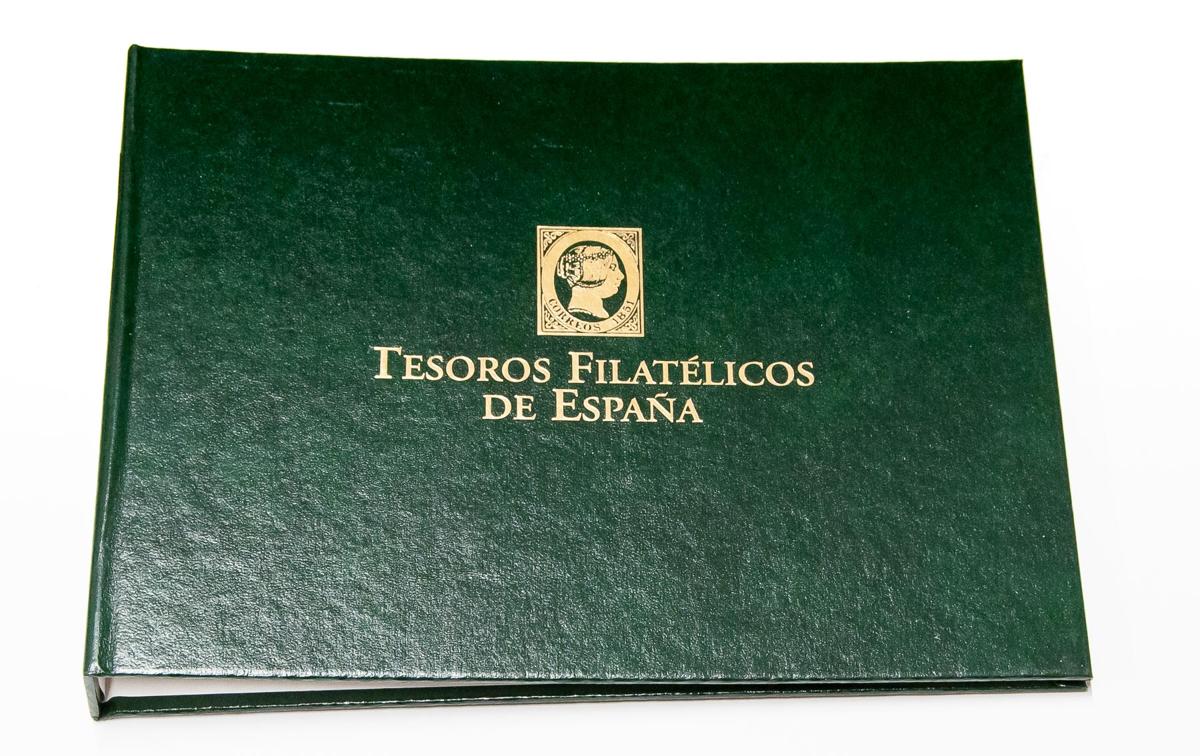 CORREOS 1851
TESOROS FILATÉLICOS
DE ESPAÑA